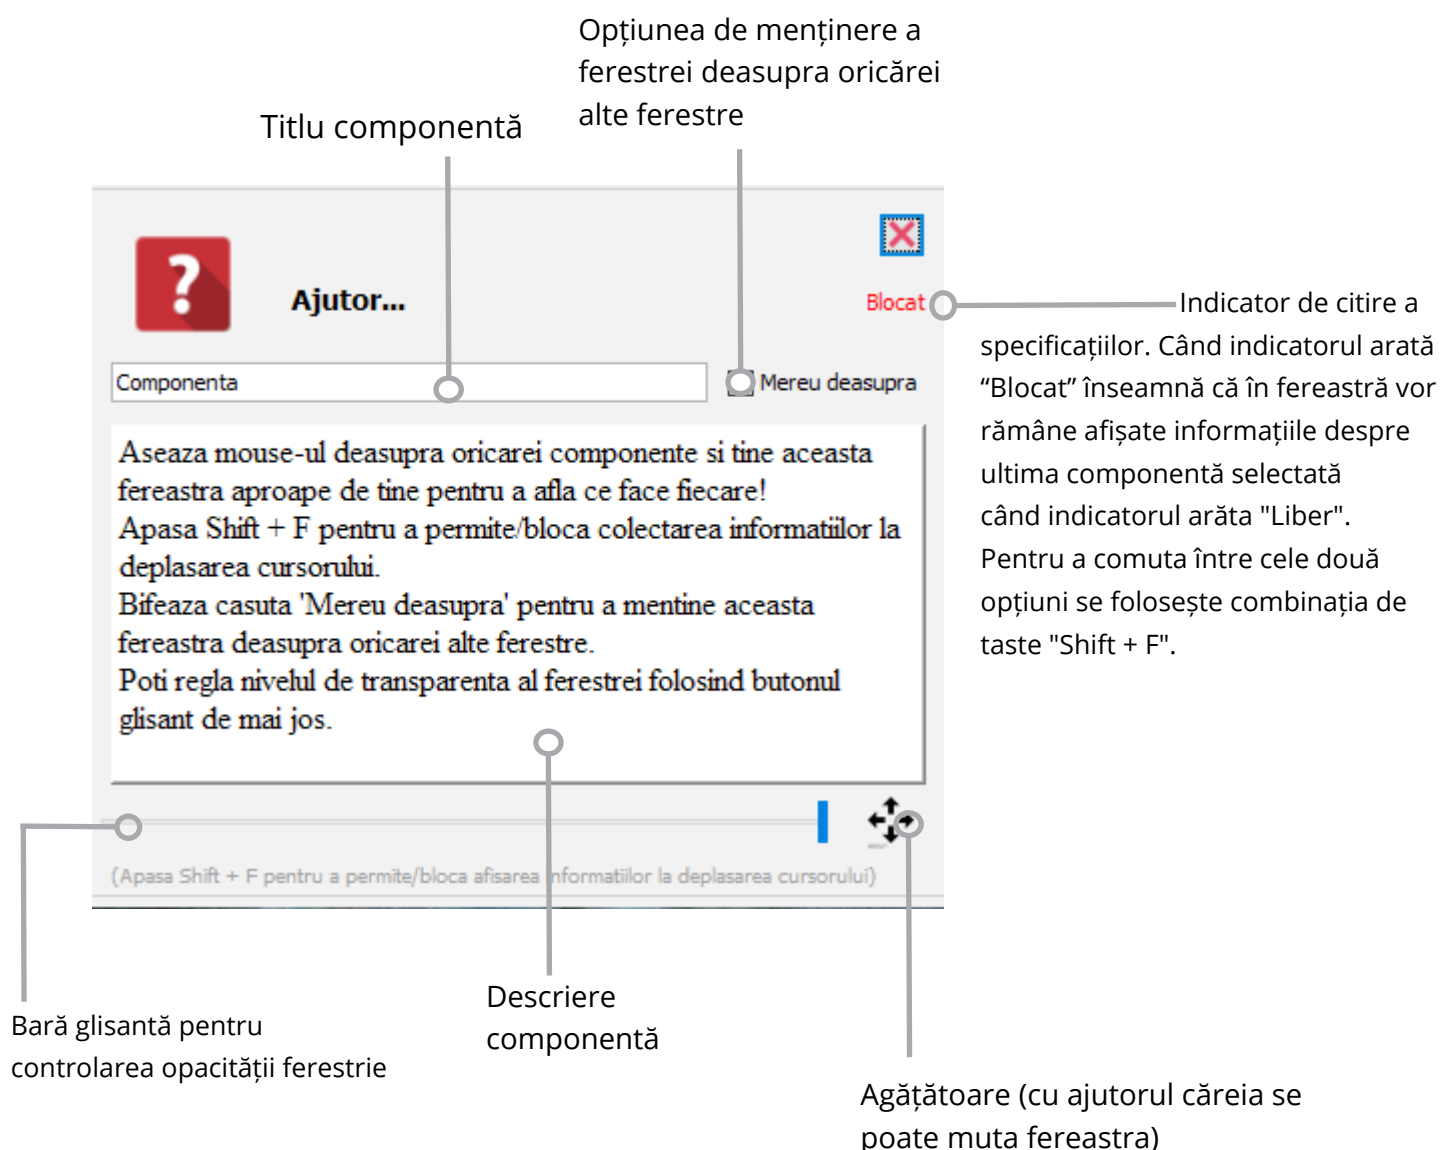 Opțiunea de menținere a
ferestrei deasupra oricărei
alte ferestre
Titlu componentă
?
Ajutor...
Blocat
Componenta
Mereu deasupra
Aseaza mouse-ul deasupra oricarei componente si tine aceasta
fereastra aproape de tine pentru a afla ce face fiecare!
Apasa Shift + F pentru a permite/bloca colectarea informatiilor la
deplasarea cursorului.
Bifeaza casuta 'Mereu deasupra' pentru a mentine aceasta
fereastra deasupra oricarei alte ferestre.
Poti regla nivelul de transparenta al ferestrei folosind butonul
glisant de mai jos.
(Apasa Shift + F pentru a permite/bloca afisarea informatiilor la deplasarea cursorului)
Indicator de citire a
specificațiilor. Când indicatorul arată
“Blocat” înseamnă că în fereastră vor
rămâne afișate informațiile despre
ultima componentă selectată
când indicatorul arăta "Liber".
Pentru a comuta între cele două
opțiuni se folosește combinația de
taste "Shift + F".
Bară glisantă pentru
controlarea opacității ferestrie
Descriere
componentă
Agățătoare (cu ajutorul căreia se
poate muta fereastra)